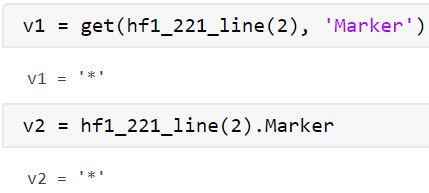 v1 = get(hf1_221_line(2), 'Marker')
v1 = '*'
v2 = hf1_221_line(2).Marker
v2 = '*'